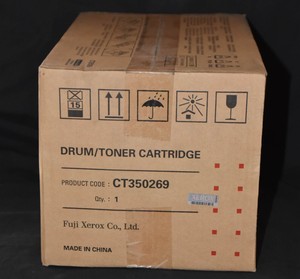 15
DRUM/TONER CARTRIDGE
PRODUCT CODE : CT350269
Qty. : 1
Fuji Xerox Co., Ltd.
MADE IN CHINA